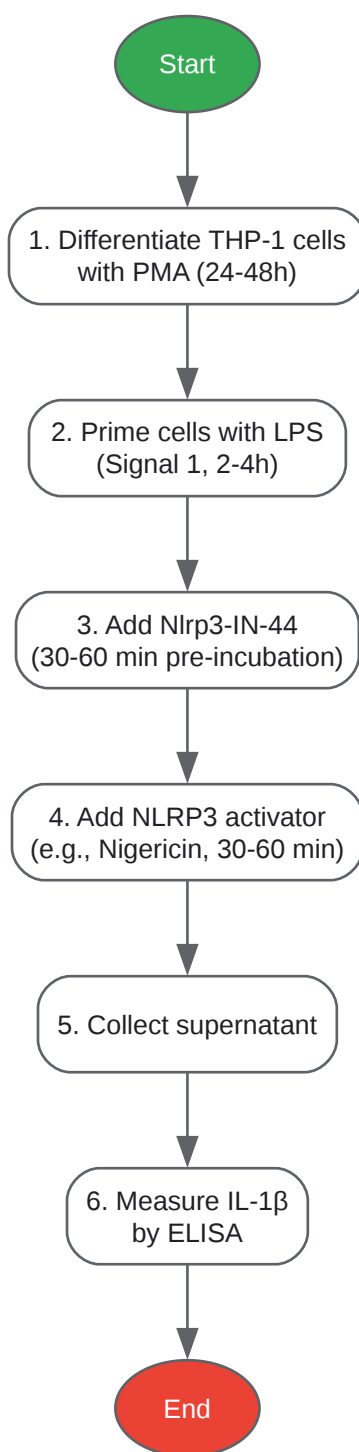 Start
1. Differentiate THP-1 cells
with PMA (24-48h)
2. Prime cells with LPS
(Signal 1, 2-4h)
3. Add Nlrp3-IN-44
(30-60 min pre-incubation)
4. Add NLRP3 activator
(e.g., Nigericin, 30-60 min)
5. Collect supernatant
6. Measure IL-1β
by ELISA
End